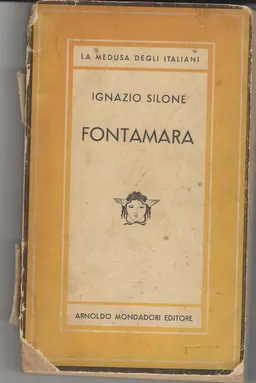 LA MEDUSA DEGLI ITALIANI
IGNAZIO SILONE
FONTAMARA
ARNOLDO MONDADORI EDITORE